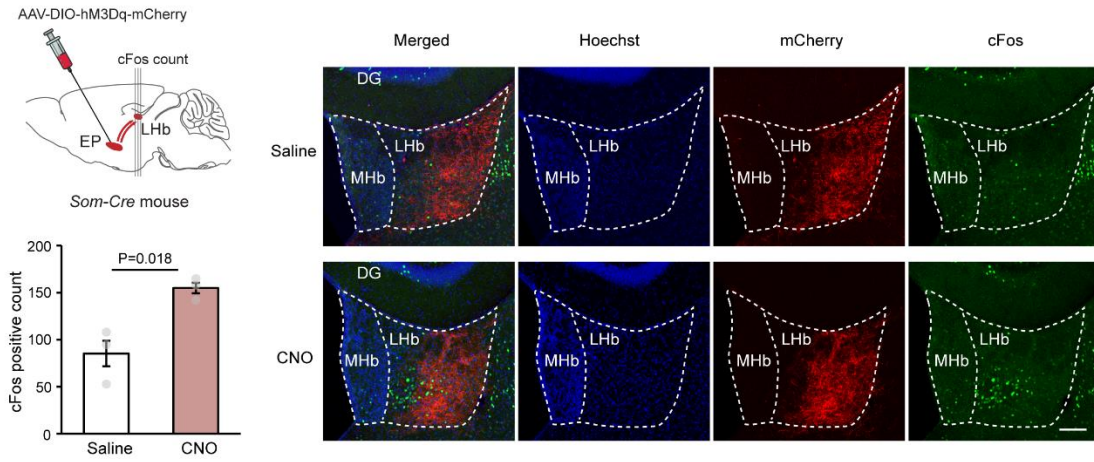 AAV-DIO-hM3Dq-mCherry
cFos count
EP
LHb
Som-Cre mouse
cFos positive count
200
150
100
50
0
P=0.018
Saline
CNO
Merged
Hoechst
mCherry
cFos
Saline
DG
LHb
MHb
LHb
MHb
LHb
MHb
LHb
MHb
CNO
DG
LHb
MHb
LHb
MHb
LHb
MHb
LHb
MHb